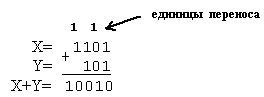 единицы переноса
1 1
X= 1101
+
Y= 101
X+Y= 10010